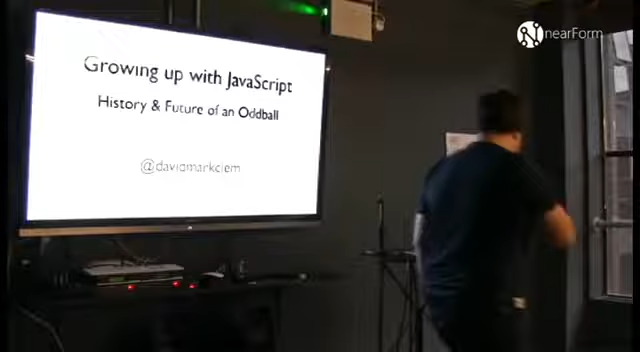 nearForm
Growing up with JavaScript
History & Future of an Oddball
@davidmarkclem